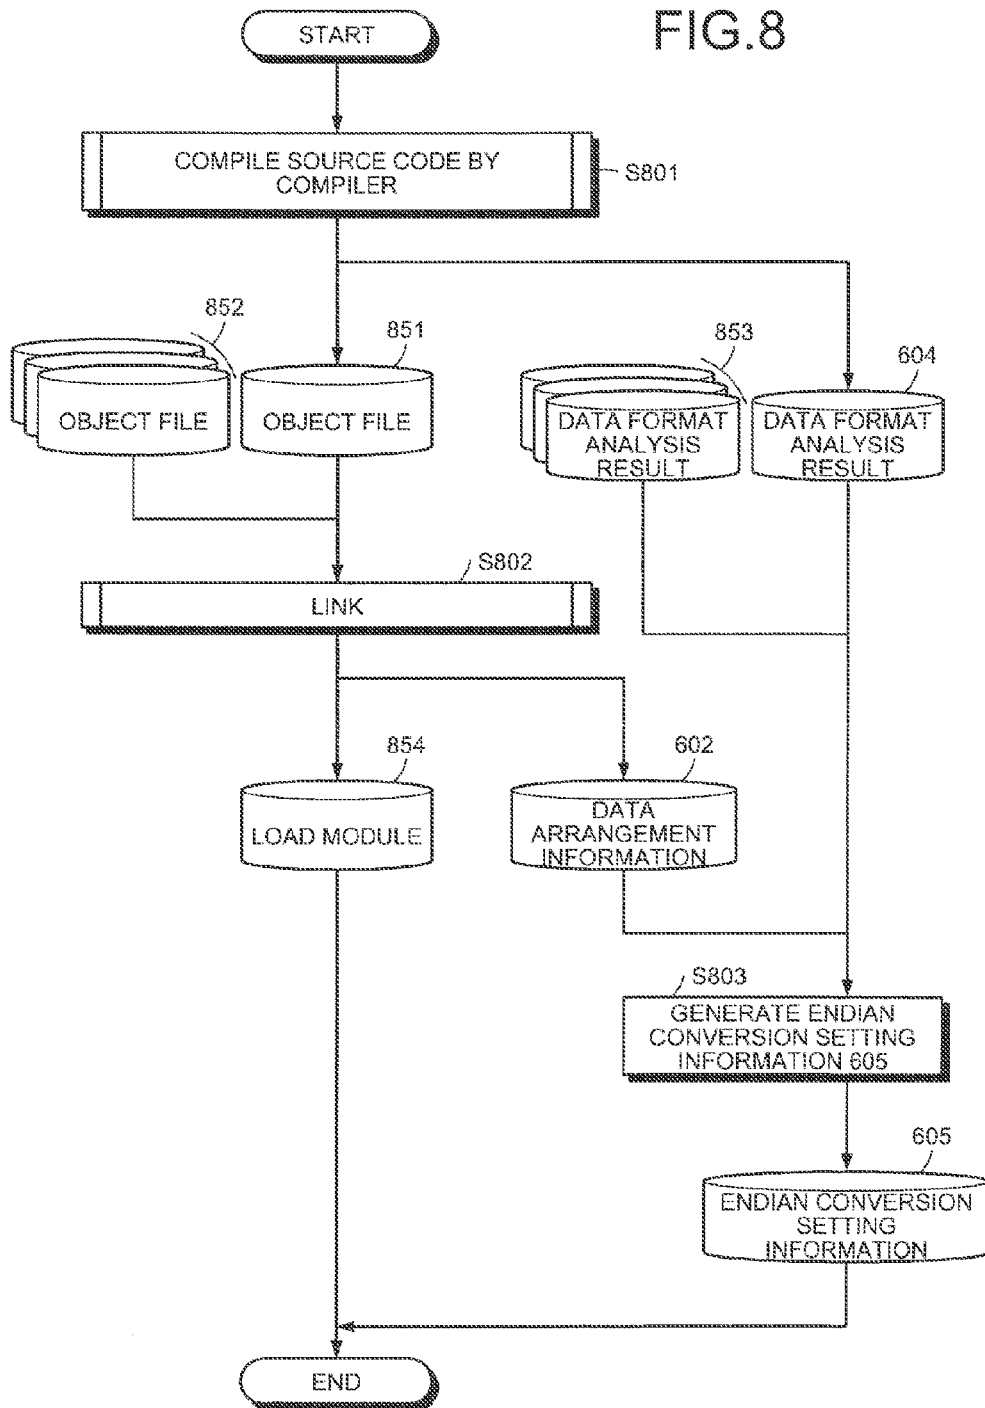 FIG.8
START
COMPILE SOURCE CODE BY
COMPILER
S801
852
851
853
604
OBJECT FILE
OBJECT FILE
DATA FORMAT
ANALYSIS
RESULT
DATA FORMAT
ANALYSIS
RESULT
S802
LINK
854
602
LOAD MODULE
DATA
ARRANGEMENT
INFORMATION
S803
GENERATE ENDIAN
CONVERSION SETTING
INFORMATION 605
605
ENDIAN CONVERSION
SETTING
INFORMATION
END